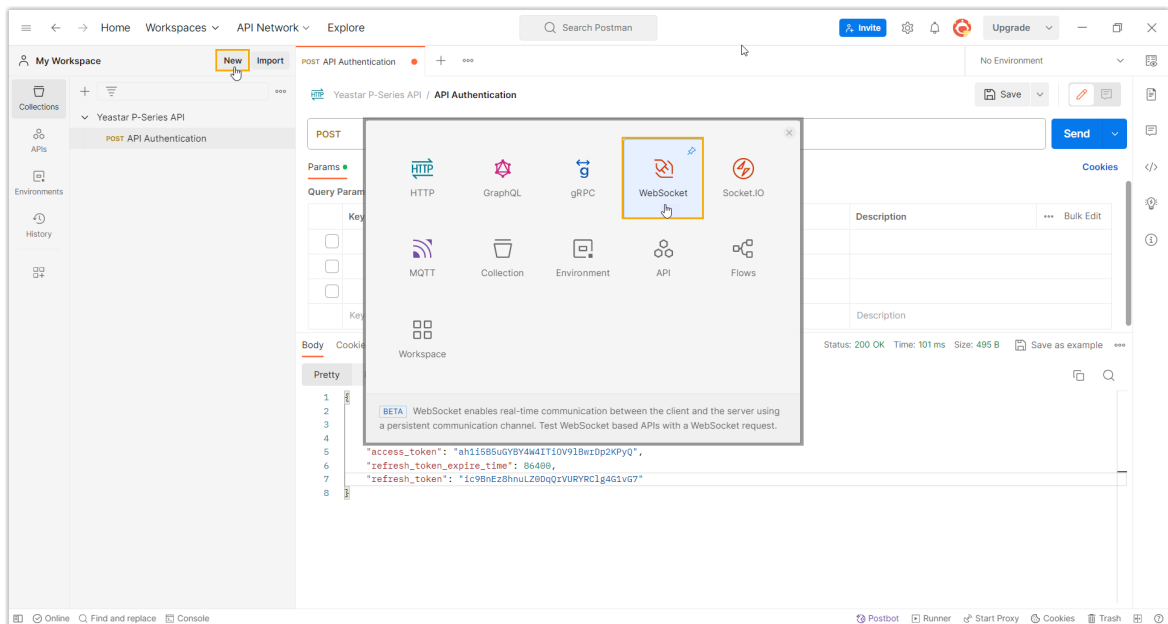 Home Workspaces API Network Explore Search Postman Invite Upgrade
My Workspace New Import POST API Authentication No Environment
Collections
APIs
Environments
History
Yeastar P-Series API
POST API Authentication
HTTP Yeastar P-Series API / API Authentication Save
POST Send
Params Cookies
Query Param
Key Description Bulk Edit
Key Description
HTTP GraphQL gRPC WebSocket Socket.IO
MQTT Collection Environment API Flows
Workspace
BETA WebSocket enables real-time communication between the client and the server using
a persistent communication channel. Test WebSocket based APIs with a WebSocket request.
Body Cookie Status: 200 OK Time: 101 ms Size: 495 B Save as example
Pretty
1 {
2
3
4
5 "access_token": "ah1i5B5uGYBY4W4ITiOV9lBwrDp2KPyQ",
6 "refresh_token_expire_time": 86400,
7 "refresh_token": "ic9BnEz8hnuLZ0DqQrVURYRClg4G1vG7"
8 }
Online Find and replace Console Postbot Runner Start Proxy Cookies Trash